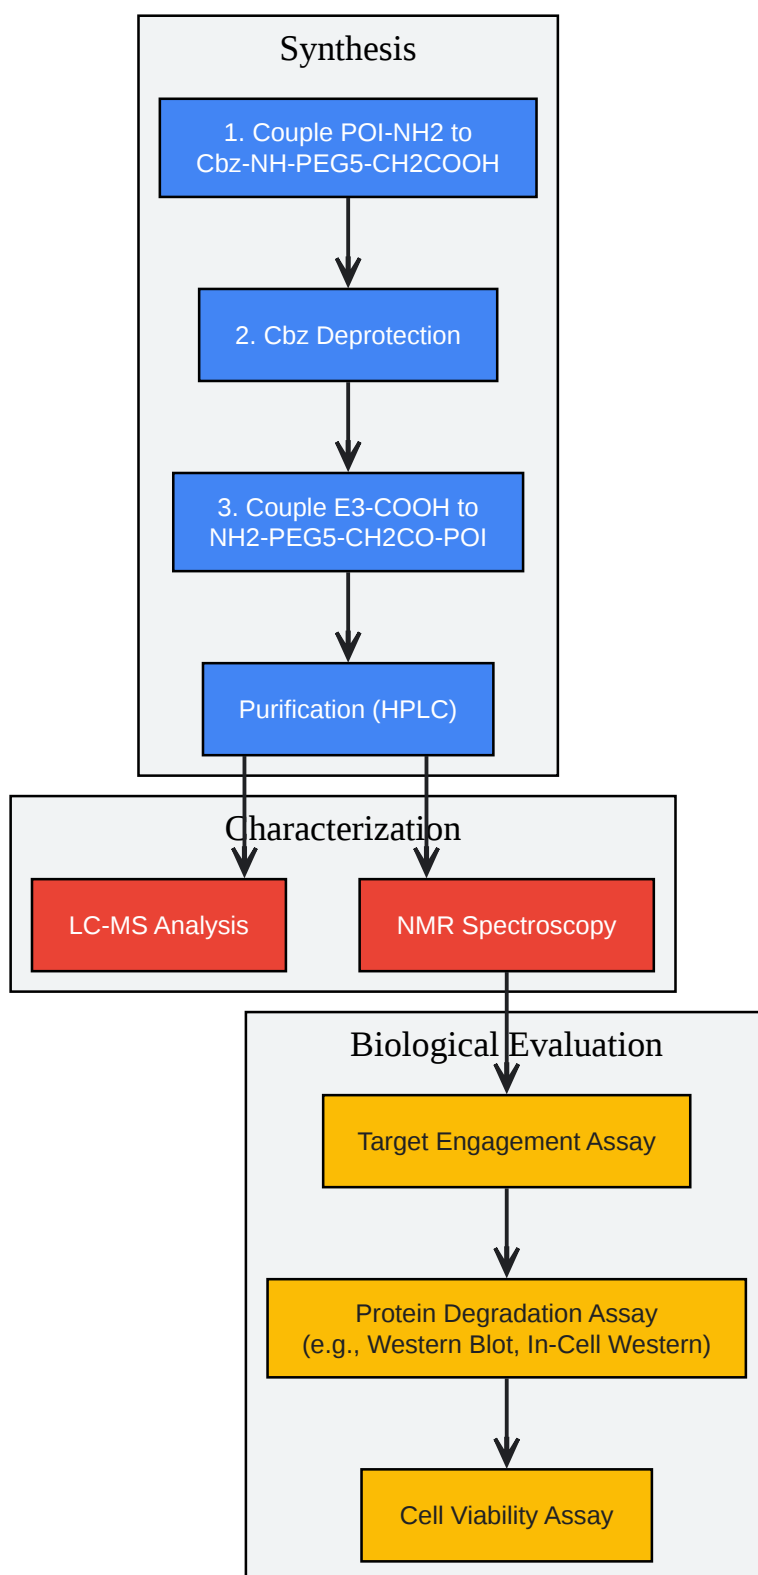 Synthesis
1. Couple POI-NH2 to
Cbz-NH-PEG5-CH2COOH
2. Cbz Deprotection
3. Couple E3-COOH to
NH2-PEG5-CH2CO-POI
Purification (HPLC)
Characterization
LC-MS Analysis
NMR Spectroscopy
Biological Evaluation
Target Engagement Assay
Protein Degradation Assay
(e.g., Western Blot, In-Cell Western)
Cell Viability Assay